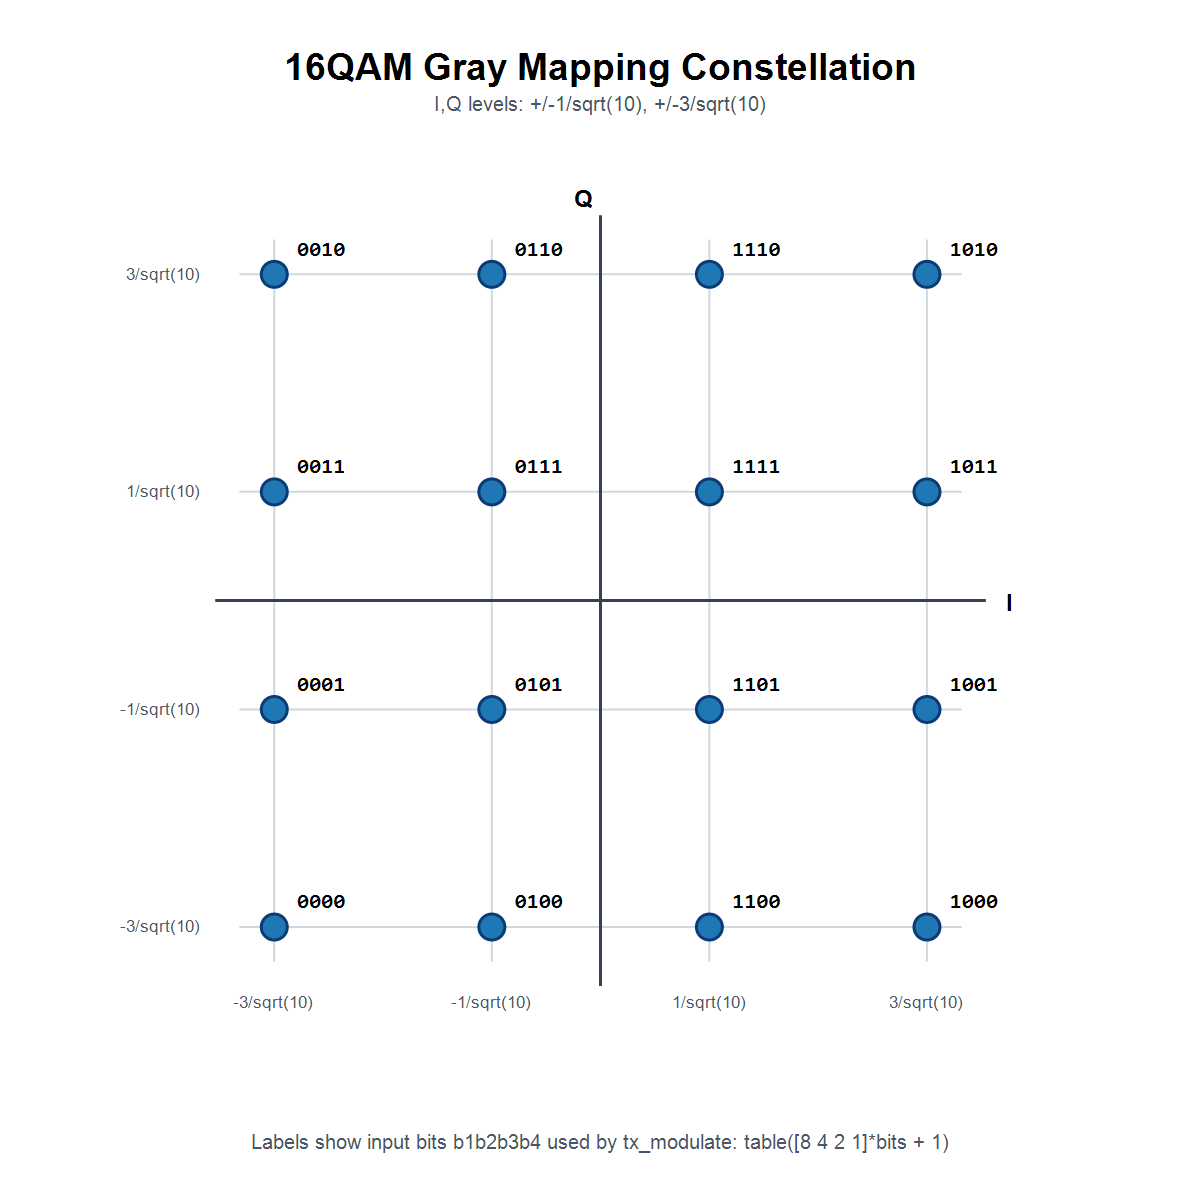 16QAM Gray Mapping Constellation
I,Q levels: +/-1/sqrt(10), +/-3/sqrt(10)
Q
0010 0110 1110 1010
3/sqrt(10)
0011 0111 1111 1011
1/sqrt(10)
I
0001 0101 1101 1001
-1/sqrt(10)
0000 0100 1100 1000
-3/sqrt(10)
-3/sqrt(10) -1/sqrt(10) 1/sqrt(10) 3/sqrt(10)
Labels show input bits b1b2b3b4 used by tx_modulate: table([8 4 2 1]*bits + 1)